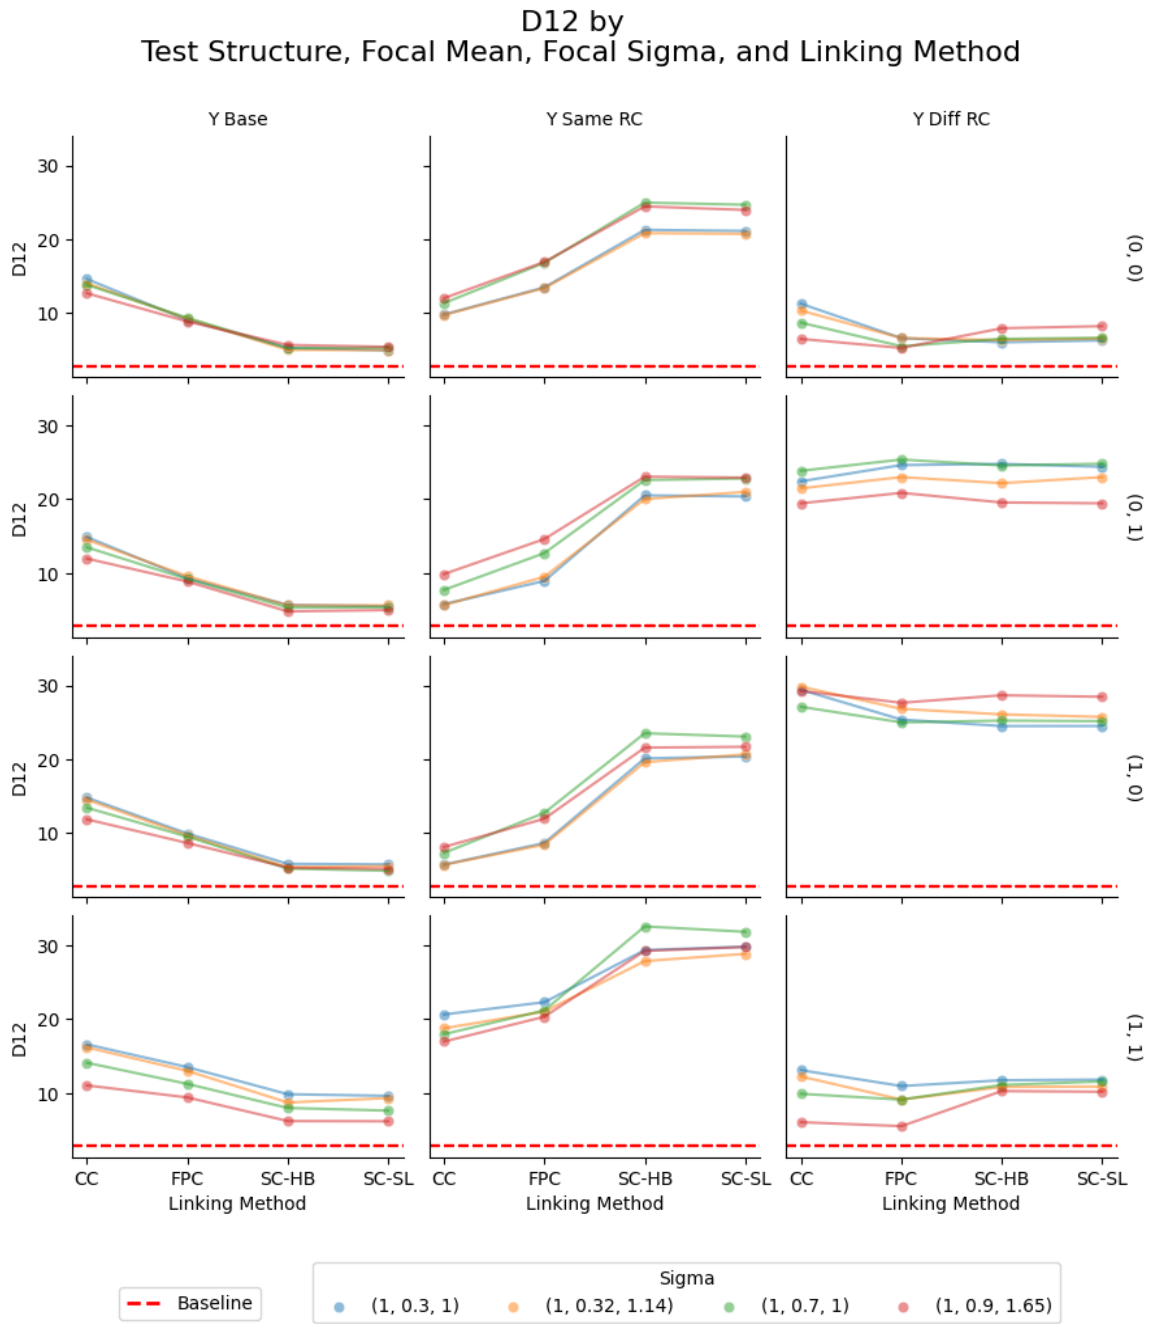 D12 by
Test Structure, Focal Mean, Focal Sigma, and Linking Method
Y Base
Y Same RC
Y Diff RC
30
20
10
D12
(0, 0)
30
20
10
D12
(0, 1)
30
20
10
D12
(1, 0)
30
20
10
D12
(1, 1)
CC FPC SC-HB SC-SL
CC FPC SC-HB SC-SL
CC FPC SC-HB SC-SL
Linking Method
Linking Method
Linking Method
Baseline
Sigma
(1, 0.3, 1) (1, 0.32, 1.14) (1, 0.7, 1) (1, 0.9, 1.65)